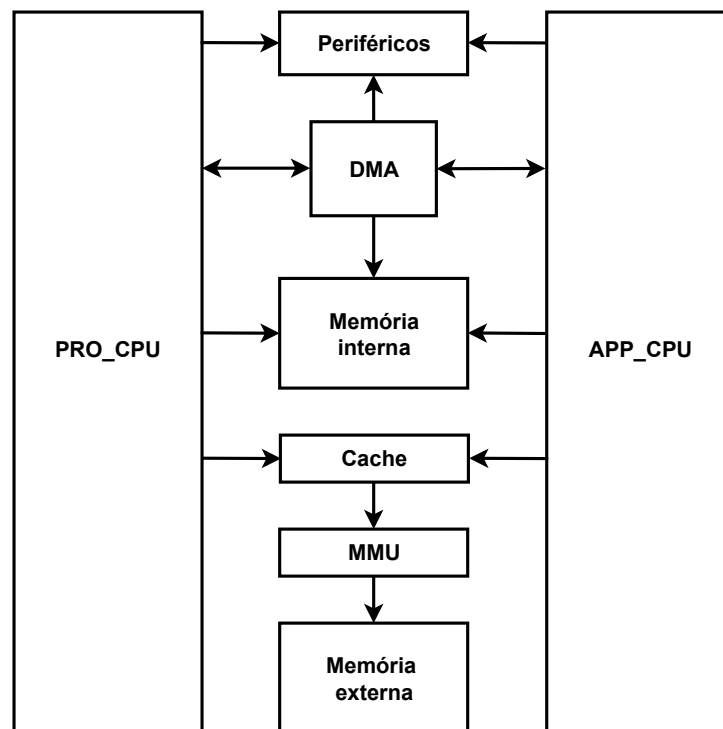 Periféricos
DMA
Memória
interna
PRO_CPU
APP_CPU
Cache
MMU
Memória
externa